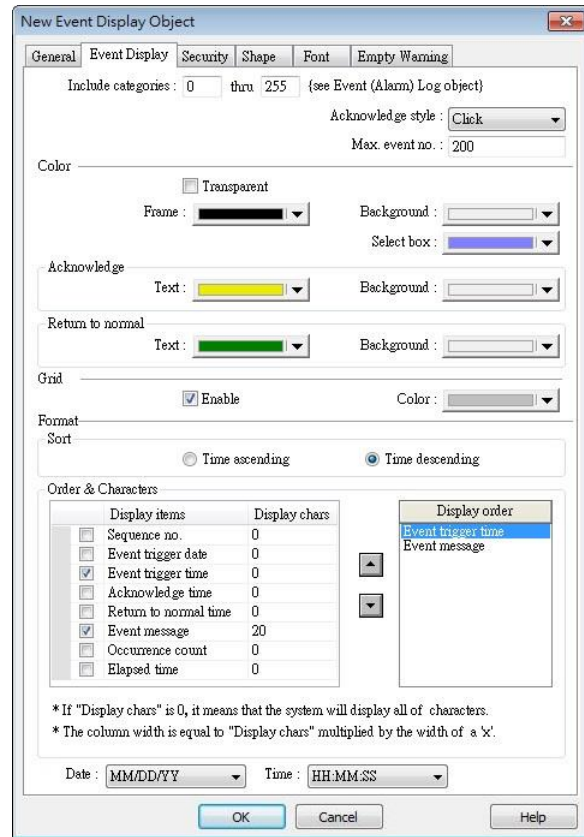 New Event Display Object
General Event Display Security Shape Font Empty Warning
Include categories : 0 thru 255 {see Event (Alarm) Log object}
Acknowledge style : Click
Max. event no. : 200
Color
Transparent
Frame : Background :
Select box :
Acknowledge
Text : Background :
Return to normal
Text : Background :
Grid
Enable Color :
Format
Sort
Time ascending Time descending
Order & Characters
Display items Display chars Display order
Sequence no. 0 Event trigger time
Event trigger date 0 Event message
Event trigger time 0
Acknowledge time 0
Return to normal time 0
Event message 20
Occurrence count 0
Elapsed time 0
* If "Display chars" is 0, it means that the system will display all of characters.
* The column width is equal to "Display chars" multiplied by the width of a 'x'.
Date : MM/DD/YY Time : HH:MM:SS
OK Cancel Help